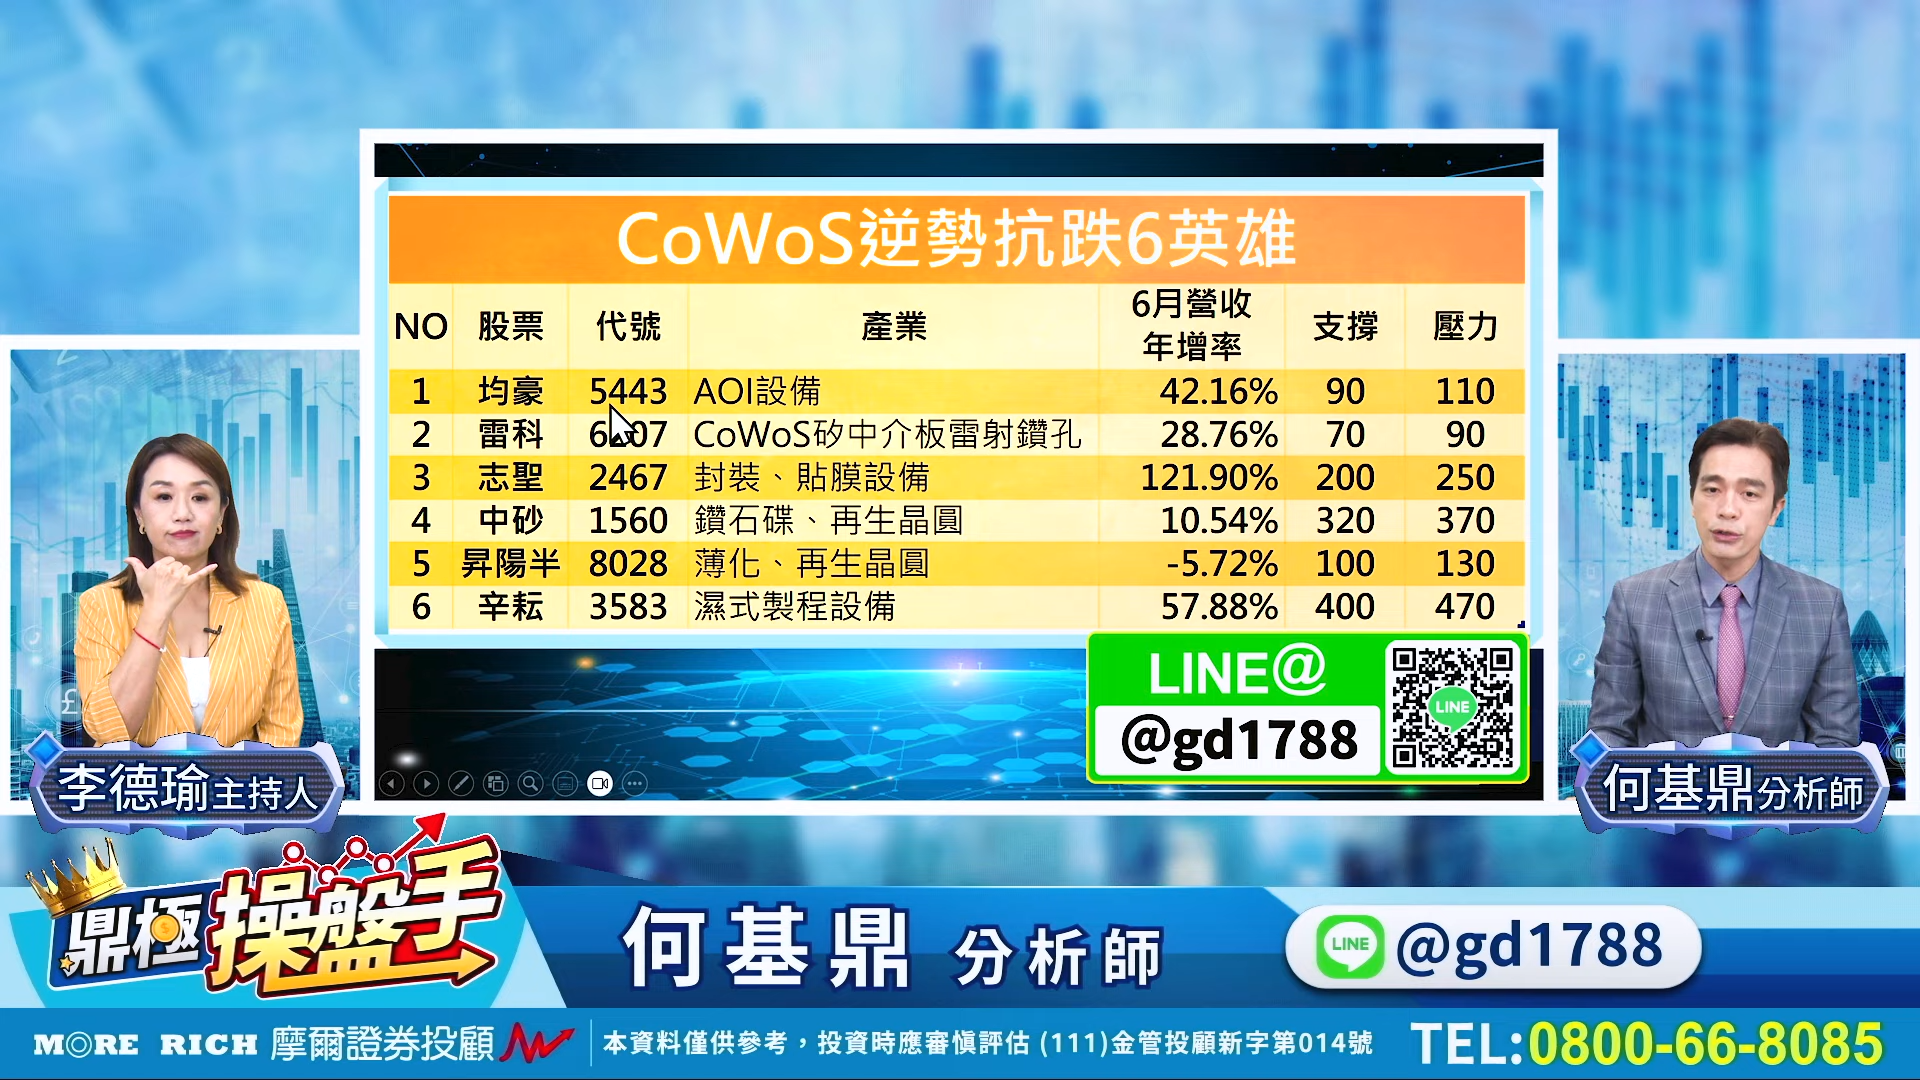 CoWoS逆勢抗跌6英雄
NO 股票 代號 產業 6月營收年增率 支撐 壓力
1 均豪 5443 AOI設備 42.16% 90 110
2 雷科 CoWoS矽中介板雷射鑽孔 28.76% 70 90
3 志聖 2467 封裝、貼膜設備 121.90% 200 250
4 中砂 1560 鑽石碟、再生晶圓 10.54% 320 370
5 昇陽半 8028 薄化、再生晶圓 -5.72% 100 130
6 辛耘 3583 濕式製程設備 57.88% 400 470
LINE@
@gd1788
LINE
李德瑜主持人
何基鼎分析師
鼎極操盤手
何基鼎 分析師
LINE @gd1788
MORE RICH 摩爾證券投顧
本資料僅供參考，投資時應審慎評估 (111)金管投顧新字第014號
TEL:0800-66-8085